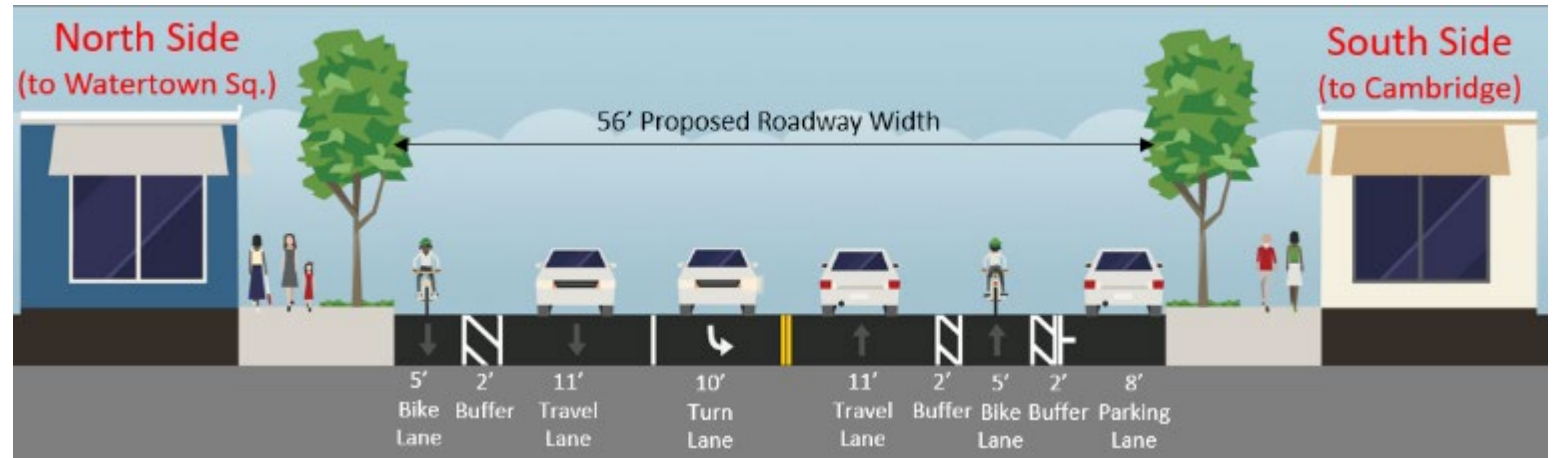 North Side
(to Watertown Sq.)
South Side
(to Cambridge)
56’ Proposed Roadway Width
5’
Bike
Lane
2’
Buffer
11’
Travel
Lane
10’
Turn
Lane
11’
Travel
Lane
2’
Buffer
5’
Bike
Lane
2’
Buffer
8’
Parking
Lane